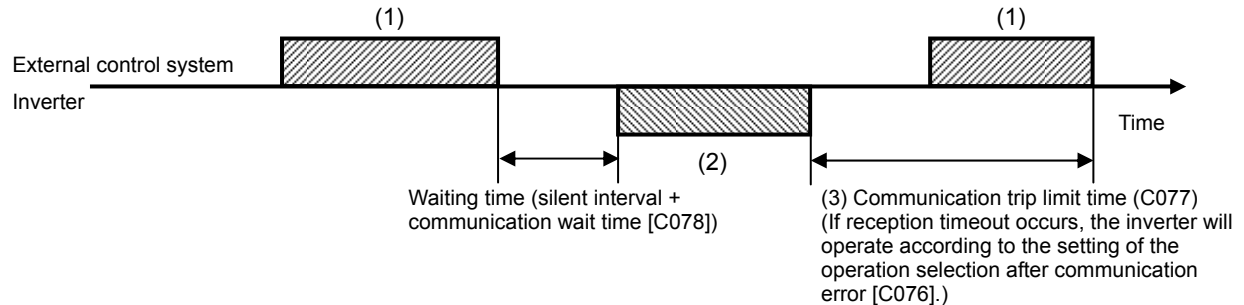 (1)
(1)
External control system
Inverter
Time
(2)
Waiting time (silent interval +
communication wait time [C078])
(3) Communication trip limit time (C077)
(If reception timeout occurs, the inverter will
operate according to the setting of the
operation selection after communication
error [C076].)